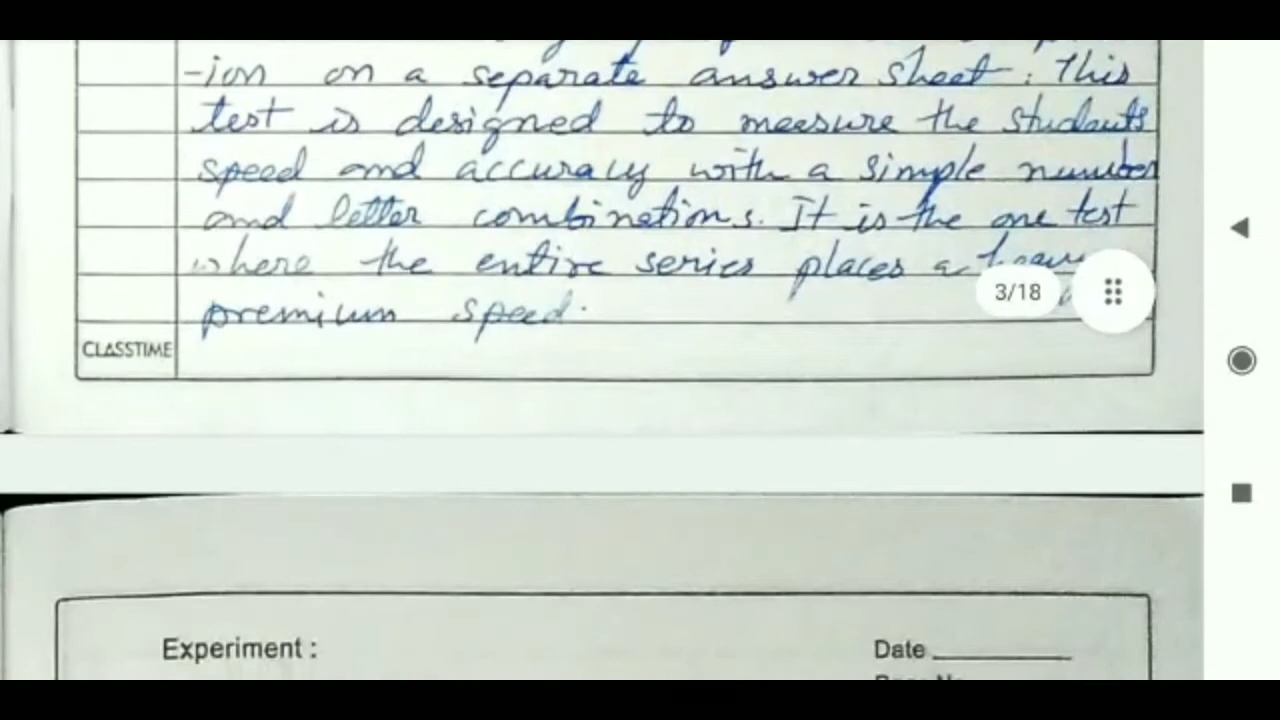 -ion on a separate answer sheet. This
test is designed to measure the students
speed and accuracy with a simple number
and letter combinations. It is the one test
where the entire series places a heavy
premium speed.
3/18
CLASSTIME
Experiment :
Date